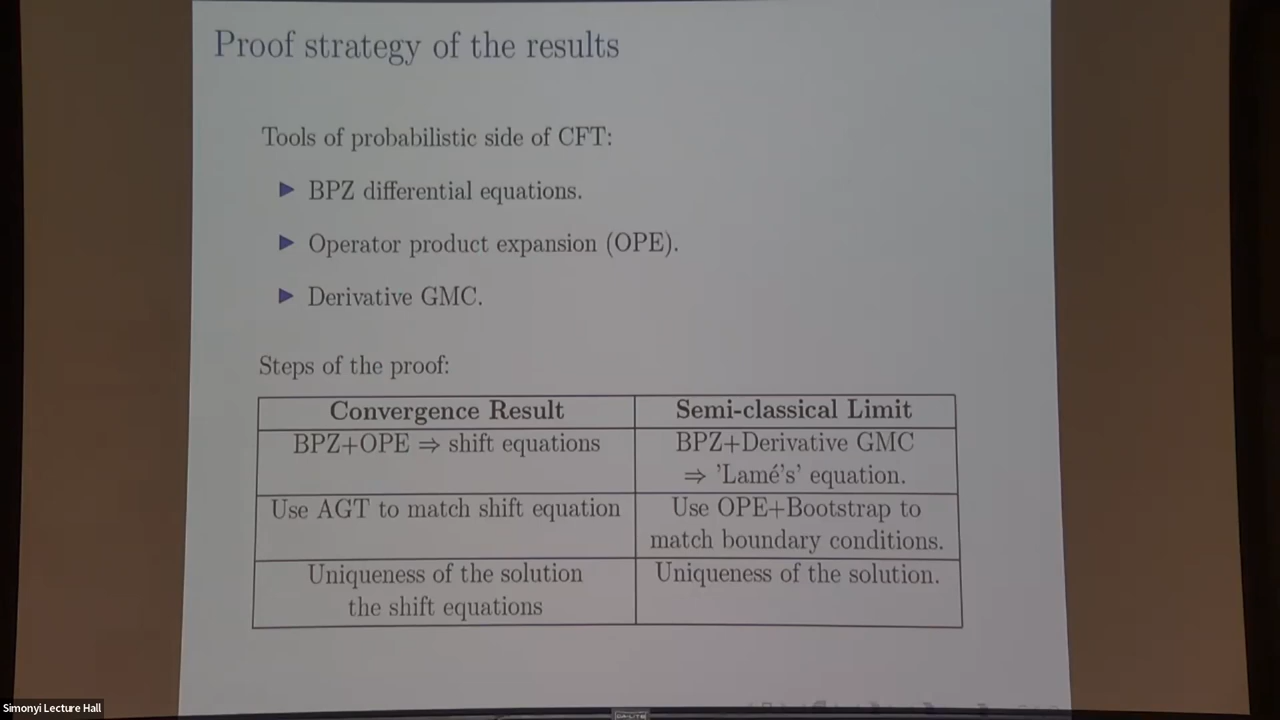 Proof strategy of the results
Tools of probabilistic side of CFT:
▶ BPZ differential equations.
▶ Operator product expansion (OPE).
▶ Derivative GMC.
Steps of the proof:
Convergence Result
Semi-classical Limit
BPZ+OPE ⇒ shift equations
BPZ+Derivative GMC
⇒ 'Lamé's' equation.
Use AGT to match shift equation
Use OPE+Bootstrap to
match boundary conditions.
Uniqueness of the solution
the shift equations
Uniqueness of the solution.
Simonyi Lecture Hall
DA-LITE